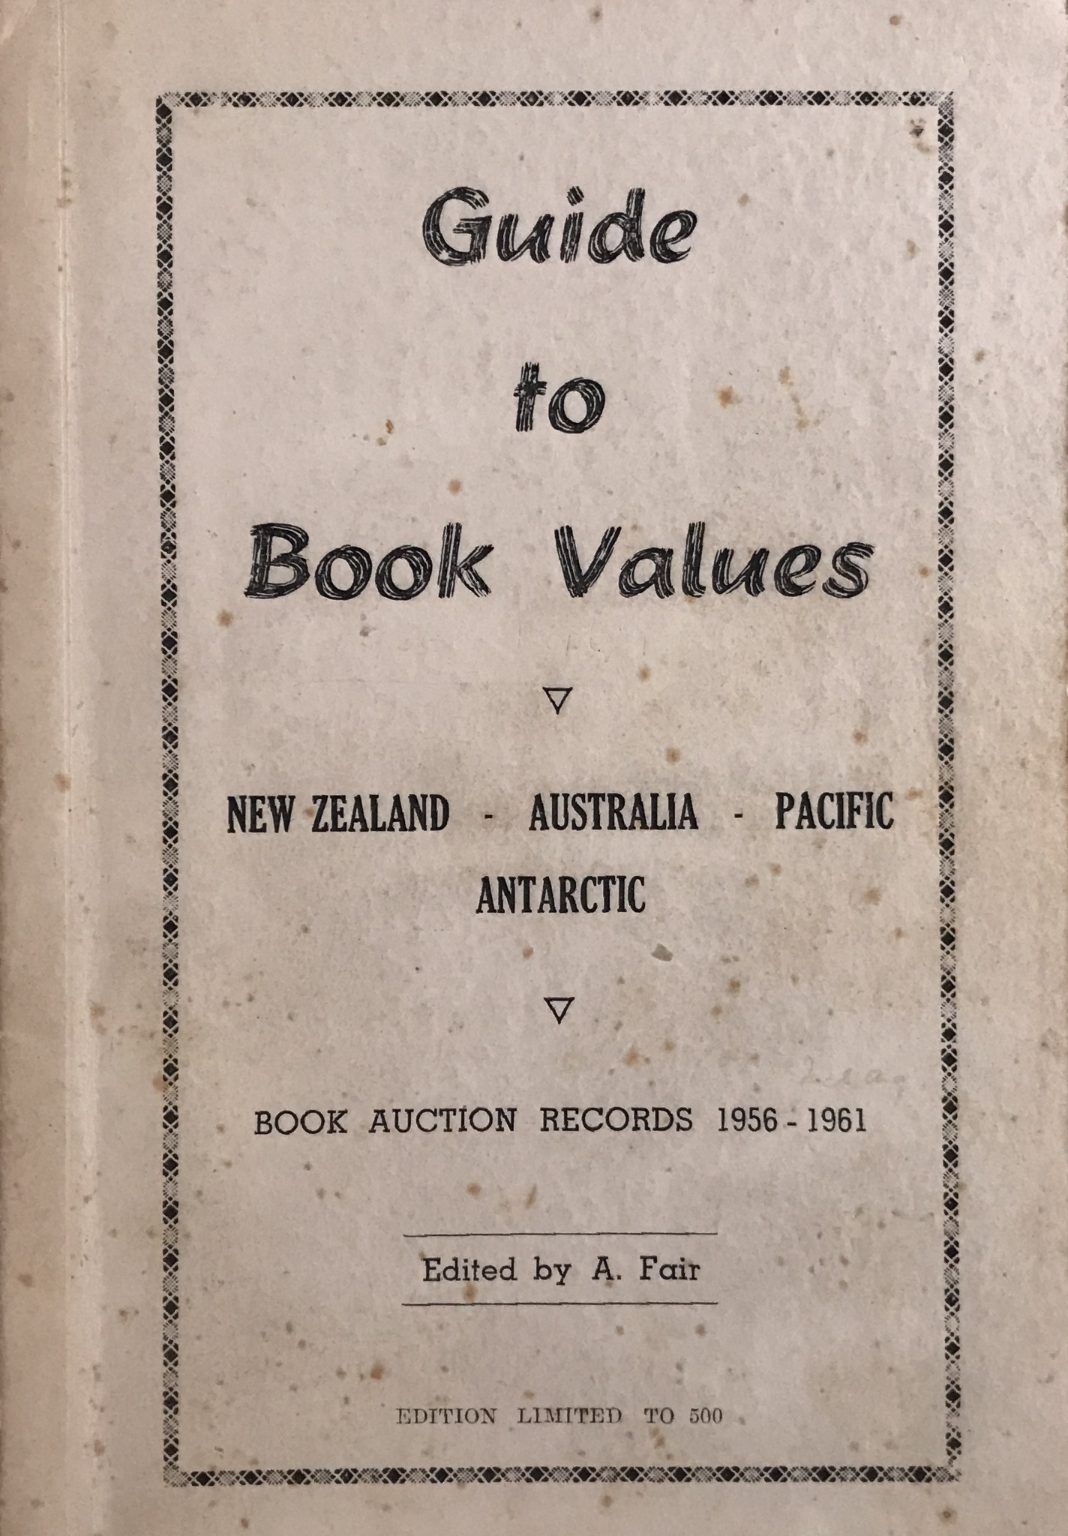 Guide
to
Book Values
NEW ZEALAND - AUSTRALIA - PACIFIC
ANTARCTIC
BOOK AUCTION RECORDS 1956 - 1961
Edited by A. Fair
EDITION LIMITED TO 500